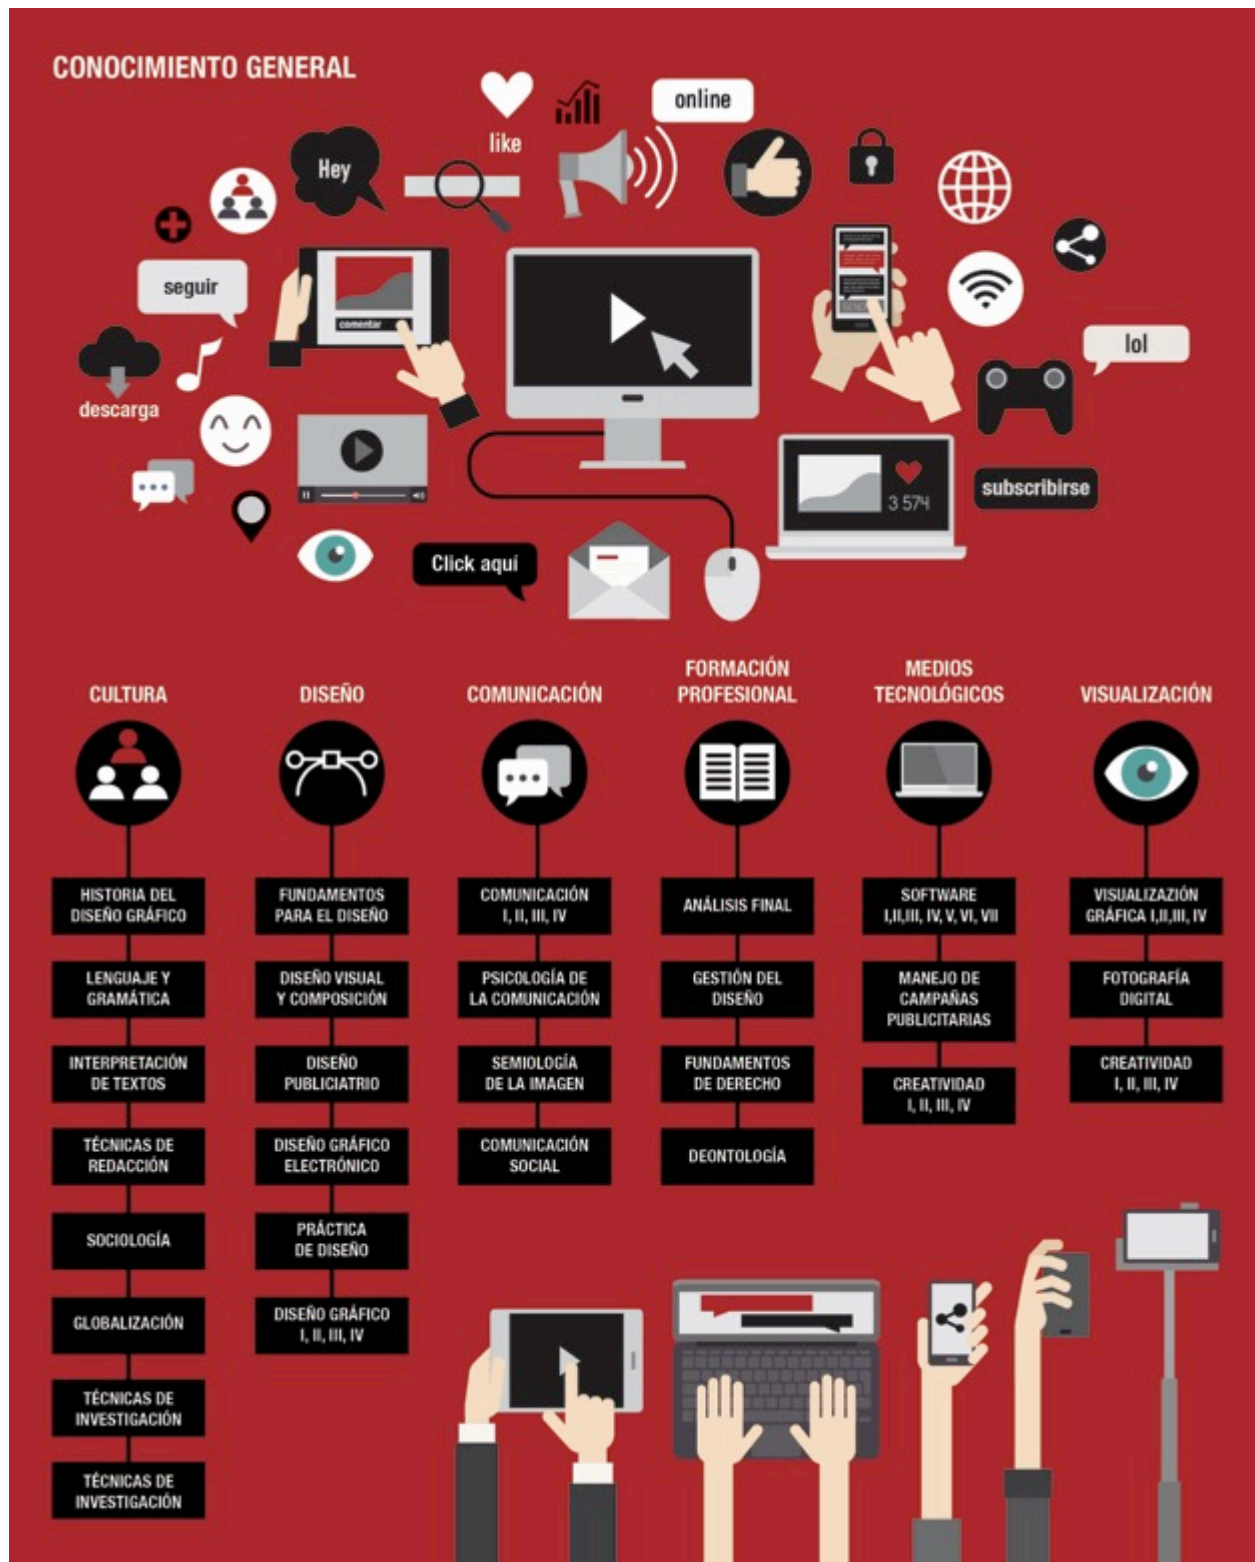 CONOCIMIENTO GENERAL
like
online
Hey
seguir
comentar
descarga
lol
3 574
subscribirse
Click aquí
CULTURA
HISTORIA DEL
DISEÑO GRÁFICO
LENGUAJE Y
GRAMÁTICA
INTERPRETACIÓN
DE TEXTOS
TÉCNICAS DE
REDACCIÓN
SOCIOLOGÍA
GLOBALIZACIÓN
TÉCNICAS DE
INVESTIGACIÓN
TÉCNICAS DE
INVESTIGACIÓN
DISEÑO
FUNDAMENTOS
PARA EL DISEÑO
DISEÑO VISUAL
Y COMPOSICIÓN
DISEÑO
PUBLICIATRIO
DISEÑO GRÁFICO
ELECTRÓNICO
PRÁCTICA
DE DISEÑO
DISEÑO GRÁFICO
I, II, III, IV
COMUNICACIÓN
COMUNICACIÓN
I, II, III, IV
PSICOLOGÍA DE
LA COMUNICACIÓN
SEMIOLOGÍA
DE LA IMAGEN
COMUNICACIÓN
SOCIAL
FORMACIÓN
PROFESIONAL
ANÁLISIS FINAL
GESTIÓN DEL
DISEÑO
FUNDAMENTOS
DE DERECHO
DEONTOLOGÍA
MEDIOS
TECNOLÓGICOS
SOFTWARE
I,II,III, IV, V, VI, VII
MANEJO DE
CAMPAÑAS
PUBLICITARIAS
CREATIVIDAD
I, II, III, IV
VISUALIZACIÓN
VISUALIZAZIÓN
GRÁFICA I,II,III, IV
FOTOGRAFÍA
DIGITAL
CREATIVIDAD
I, II, III, IV